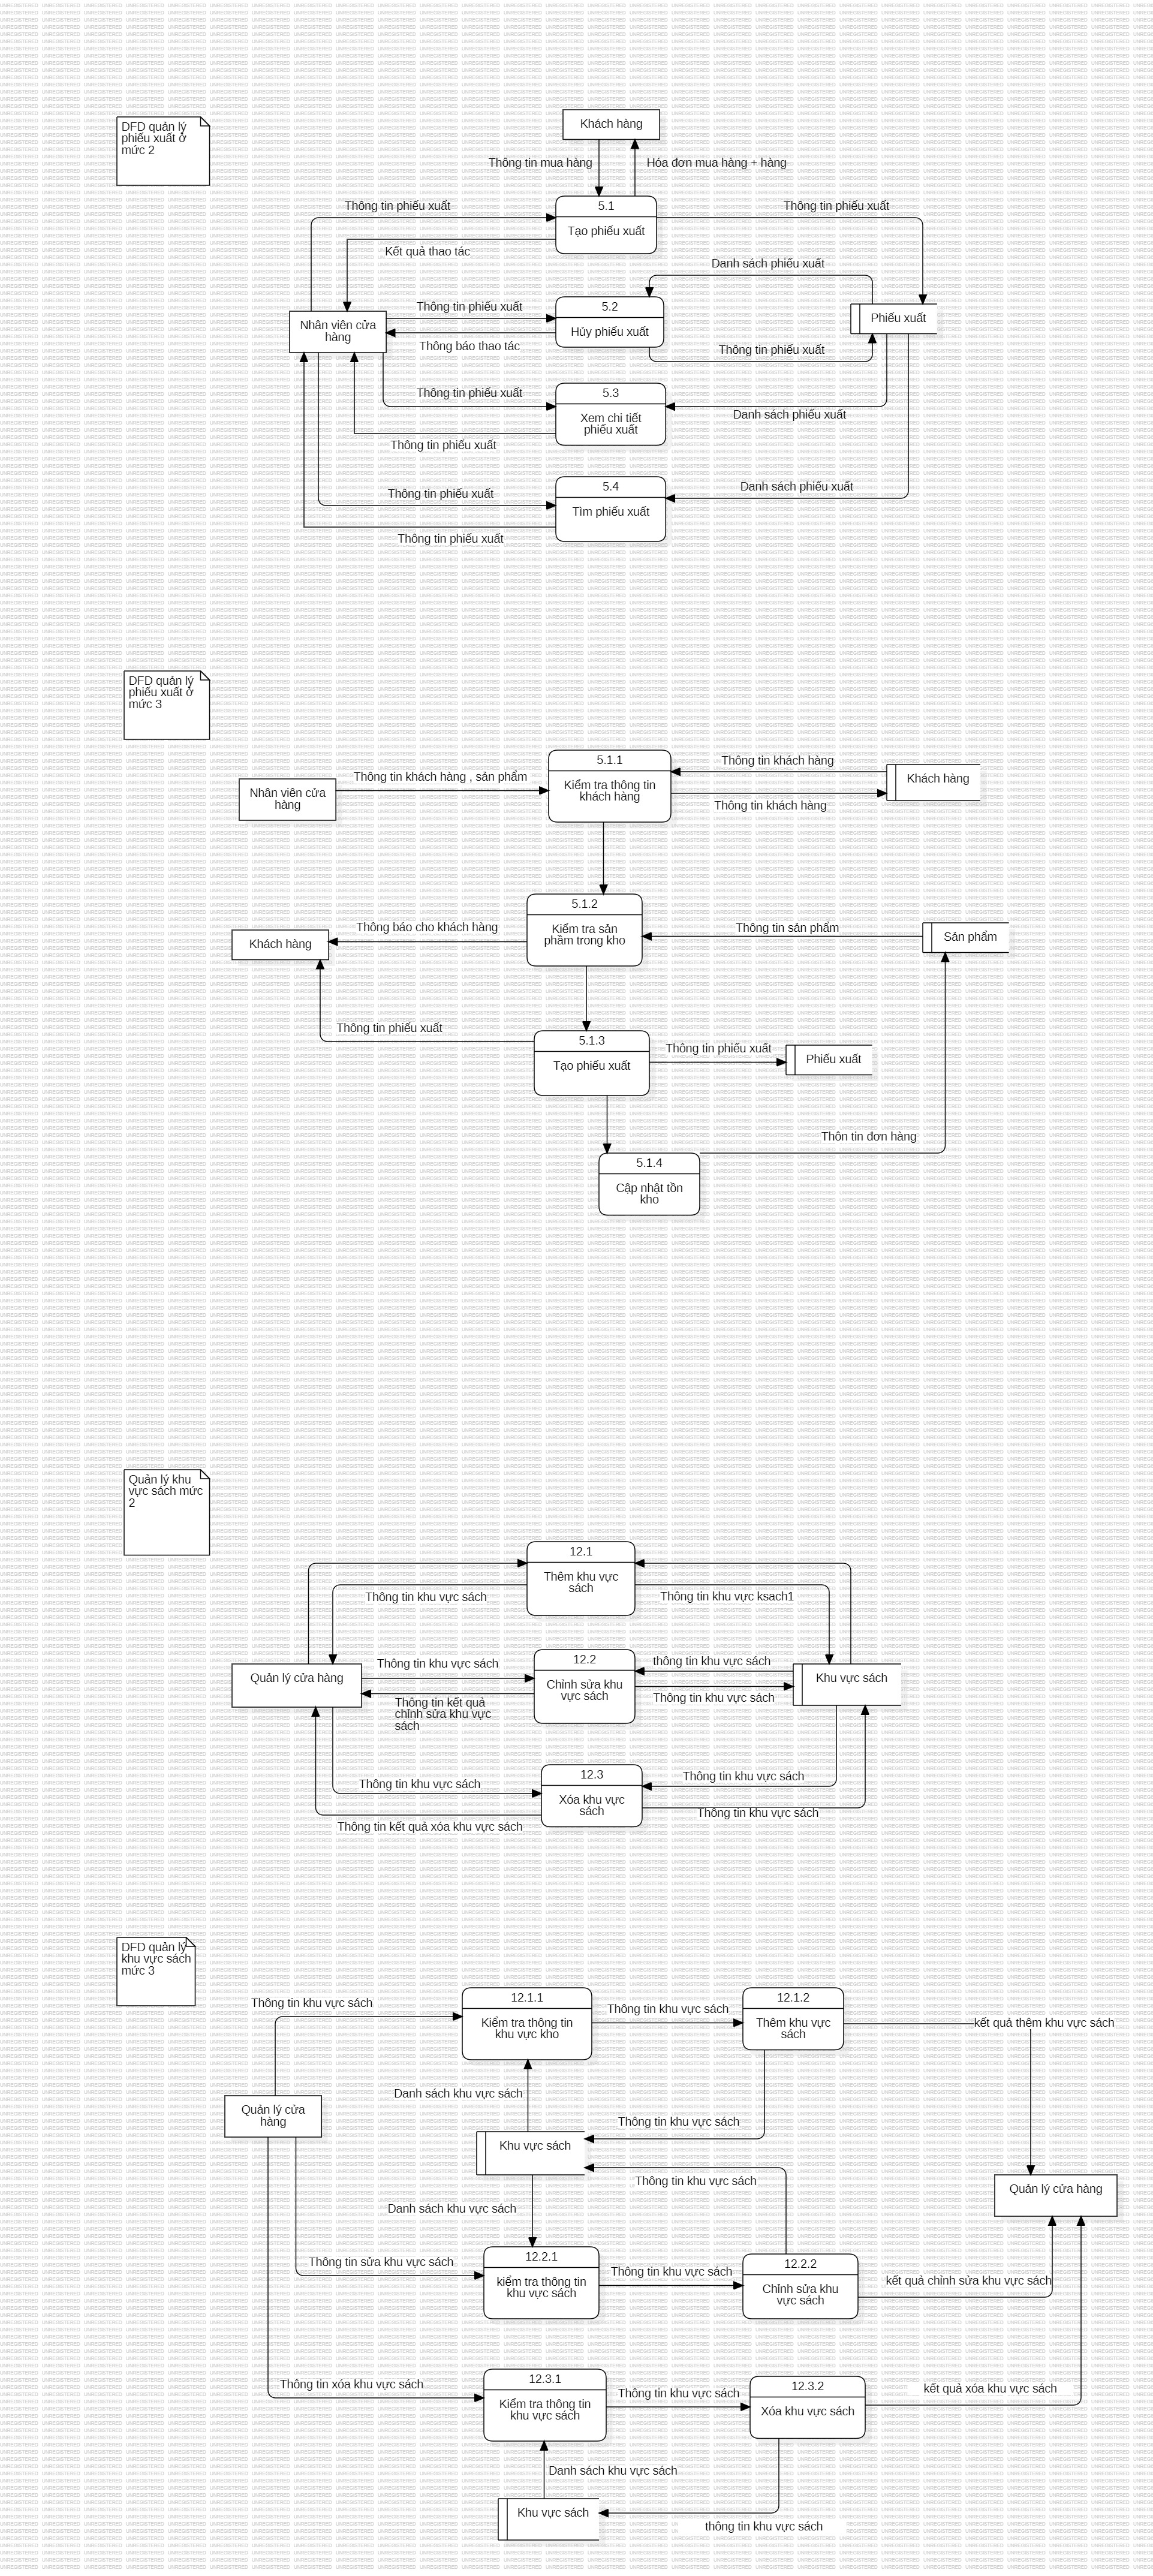 DFD quản lý
phiếu xuất ở
mức 2
Khách hàng
Thông tin mua hàng
Hóa đơn mua hàng + hàng
5.1
Tạo phiếu xuất
Thông tin phiếu xuất
Thông tin phiếu xuất
Kết quả thao tác
Danh sách phiếu xuất
5.2
Hủy phiếu xuất
Thông tin phiếu xuất
Nhân viên cửa
hàng
Phiếu xuất
Thông báo thao tác
Thông tin phiếu xuất
5.3
Xem chi tiết
phiếu xuất
Thông tin phiếu xuất
Danh sách phiếu xuất
Thông tin phiếu xuất
5.4
Tìm phiếu xuất
Thông tin phiếu xuất
Danh sách phiếu xuất
Thông tin phiếu xuất
DFD quản lý
phiếu xuất ở
mức 3
5.1.1
Kiểm tra thông tin
khách hàng
Thông tin khách hàng , sản phẩm
Nhân viên cửa
hàng
Thông tin khách hàng
Khách hàng
Thông tin khách hàng
5.1.2
Kiểm tra sản
phầm trong kho
Thông báo cho khách hàng
Khách hàng
Thông tin sản phẩm
Sản phẩm
Thông tin phiếu xuất
5.1.3
Tạo phiếu xuất
Thông tin phiếu xuất
Phiếu xuất
Thôn tin đơn hàng
5.1.4
Cập nhật tồn
kho
Quản lý khu
vực sách mức
2
12.1
Thêm khu vực
sách
Thông tin khu vực sách
Thông tin khu vực ksach1
12.2
Chỉnh sửa khu
vực sách
Thông tin khu vực sách
thông tin khu vực sách
Quản lý cửa hàng
Khu vực sách
Thông tin kết quả
chỉnh sửa khu vực
sách
Thông tin khu vực sách
12.3
Xóa khu vực
sách
Thông tin khu vực sách
Thông tin khu vực sách
Thông tin khu vực sách
Thông tin kết quả xóa khu vực sách
DFD quản lý
khu vực sách
mức 3
Thông tin khu vực sách
12.1.1
Kiểm tra thông tin
khu vực kho
Thông tin khu vực sách
12.1.2
Thêm khu vực
sách
kết quả thêm khu vực sách
Danh sách khu vực sách
Quản lý cửa
hàng
Thông tin khu vực sách
Khu vực sách
Thông tin khu vực sách
Quản lý cửa hàng
Danh sách khu vực sách
Thông tin sửa khu vực sách
12.2.1
kiểm tra thông tin
khu vực sách
Thông tin khu vực sách
12.2.2
Chỉnh sửa khu
vực sách
kết quả chỉnh sửa khu vực sách
Thông tin xóa khu vực sách
12.3.1
Kiểm tra thông tin
khu vực sách
Thông tin khu vực sách
12.3.2
Xóa khu vực sách
kết quả xóa khu vực sách
Danh sách khu vực sách
Khu vực sách
thông tin khu vực sách